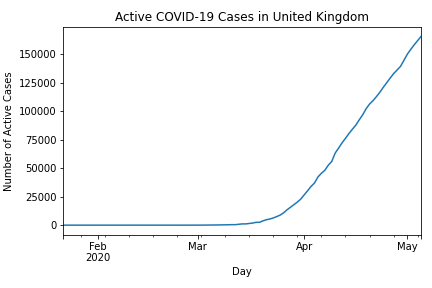 Active COVID-19 Cases in United Kingdom
Number of Active Cases
150000
125000
100000
75000
50000
25000
0
Feb
2020
Mar
Apr
May
Day